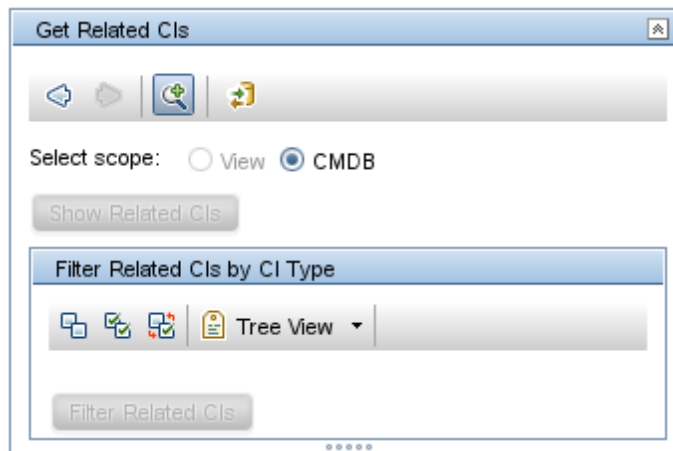 Get Related CIs
Select scope: View CMDB
Show Related CIs
Filter Related CIs by CI Type
Tree View
Filter Related CIs